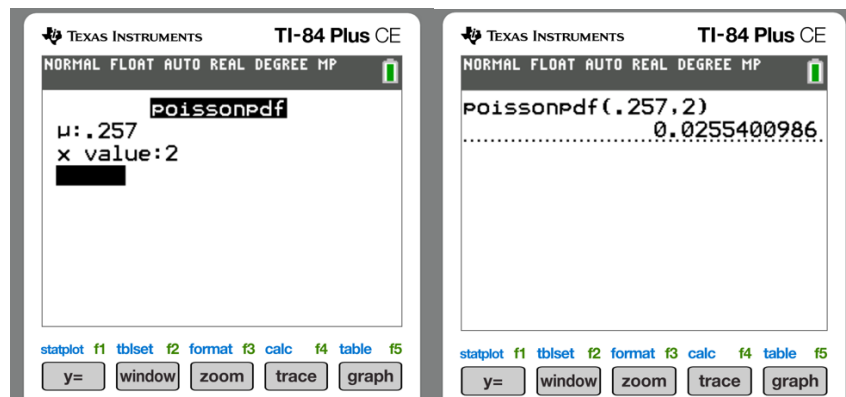 TEXAS INSTRUMENTS TI-84 Plus CE
NORMAL FLOAT AUTO REAL DEGREE MP
poissonpdf
μ:.257
x value:2
statplot f1 tblset f2 format f3 calc f4 table f5
y= window zoom trace graph
TEXAS INSTRUMENTS TI-84 Plus CE
NORMAL FLOAT AUTO REAL DEGREE MP
poissonpdf(.257,2)
0.0255400986
statplot f1 tblset f2 format f3 calc f4 table f5
y= window zoom trace graph